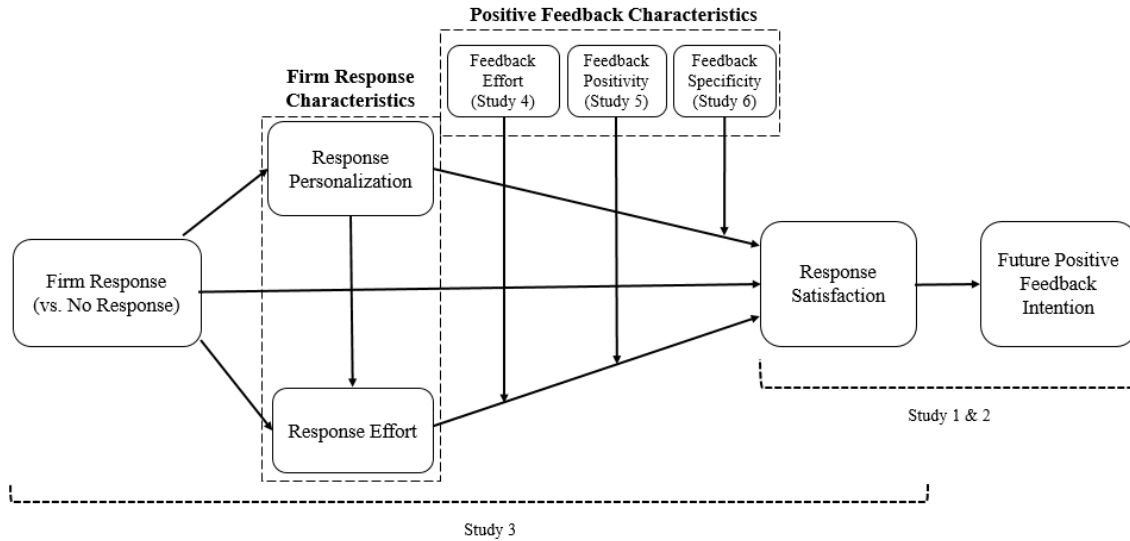 Positive Feedback Characteristics
Feedback
Effort
(Study 4)
Feedback
Positivity
(Study 5)
Feedback
Specificity
(Study 6)
Firm Response
Characteristics
Response
Personalization
Firm Response
(vs. No Response)
Response
Satisfaction
Future Positive
Feedback
Intention
Response Effort
Study 1 & 2
Study 3